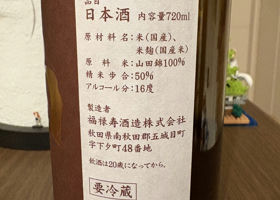 品目
日本酒 内容量720ml
原材料名:米(国産)、
米麹(国産米)
原料米:山田錦100%
精米歩合:50%
アルコール分:16度
製造者
福禄寿酒造株式会社
秋田県南秋田郡五城目町
字下夕町48番地
飲酒は20歳になってから。
要冷蔵